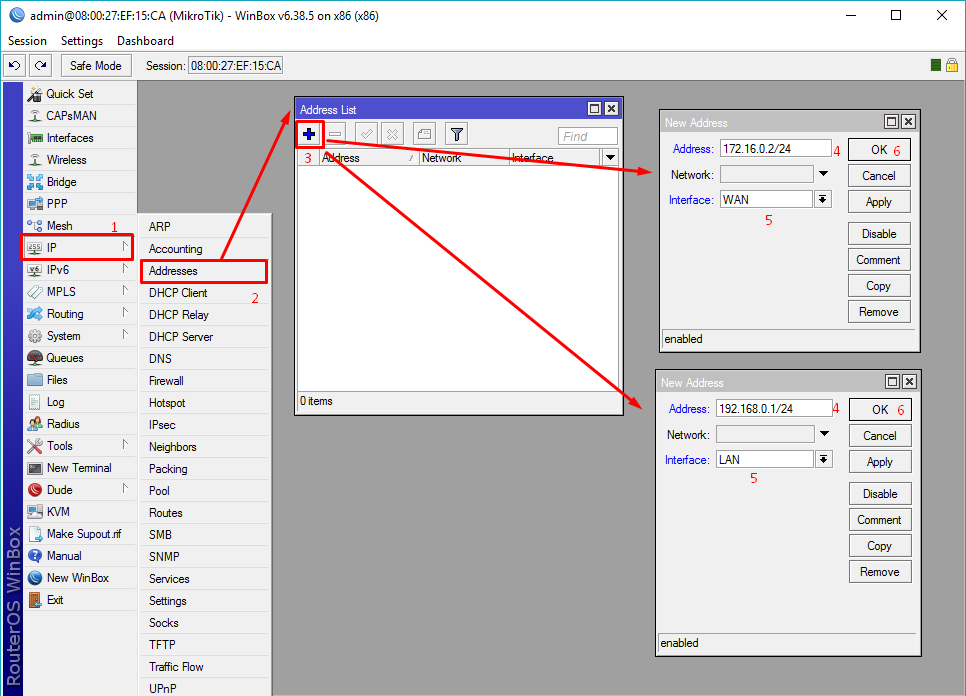 admin@08:00:27:EF:15:CA (MikroTik) - WinBox v6.38.5 on x86 (x86)
Session Settings Dashboard
Safe Mode Session: 08:00:27:EF:15:CA
RouterOS WinBox
Quick Set
CAPsMAN
Interfaces
Wireless
Bridge
PPP
Mesh 1
255 IP
v6 IPv6
MPLS
Routing
System
Queues
Files
Log
Radius
Tools
New Terminal
Dude
KVM
Make Supout.rif
Manual
New WinBox
Exit
ARP
Accounting
Addresses
DHCP Client 2
DHCP Relay
DHCP Server
DNS
Firewall
Hotspot
IPsec
Neighbors
Packing
Pool
Routes
SMB
SNMP
Services
Settings
Socks
TFTP
Traffic Flow
UPnP
Address List
Find
3 Address / Network Interface
0 items
New Address
Address: 172.16.0.2/24 4 OK 6
Network: Cancel
Interface: WAN Apply
5
Disable
Comment
Copy
Remove
enabled
New Address
Address: 192.168.0.1/24 4 OK 6
Network: Cancel
Interface: LAN Apply
5
Disable
Comment
Copy
Remove
enabled